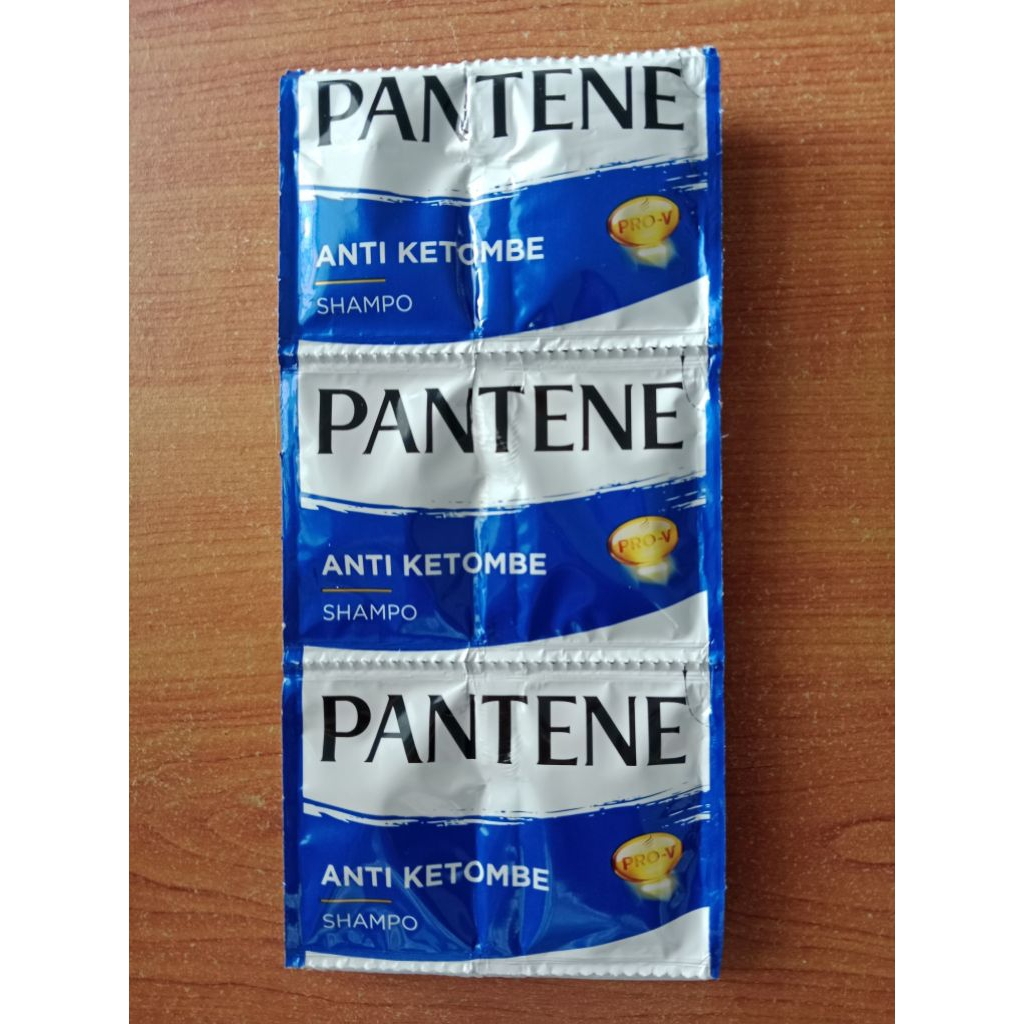 PANTENE
PRO-V
ANTI KETOMBE
SHAMPO
PANTENE
PRO-V
ANTI KETOMBE
SHAMPO
PANTENE
PRO-V
ANTI KETOMBE
SHAMPO